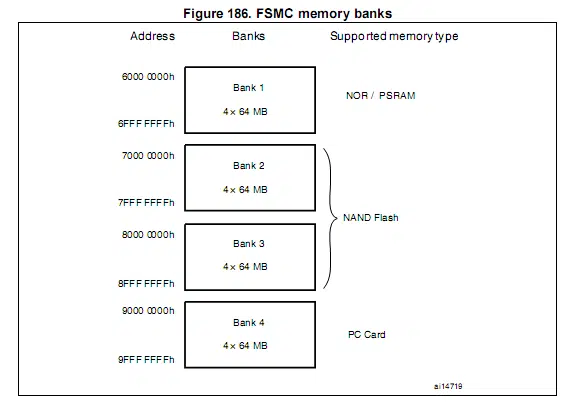 Figure 186. FSMC memory banks
Address Banks Supported memory type
6000 0000h
Bank 1
NOR / PSRAM
4 × 64 MB
6FFF FFFFh
7000 0000h
Bank 2
4 × 64 MB
7FFF FFFFh
NAND Flash
8000 0000h
Bank 3
4 × 64 MB
8FFF FFFFh
9000 0000h
Bank 4
PC Card
4 × 64 MB
9FFF FFFFh
ai14719